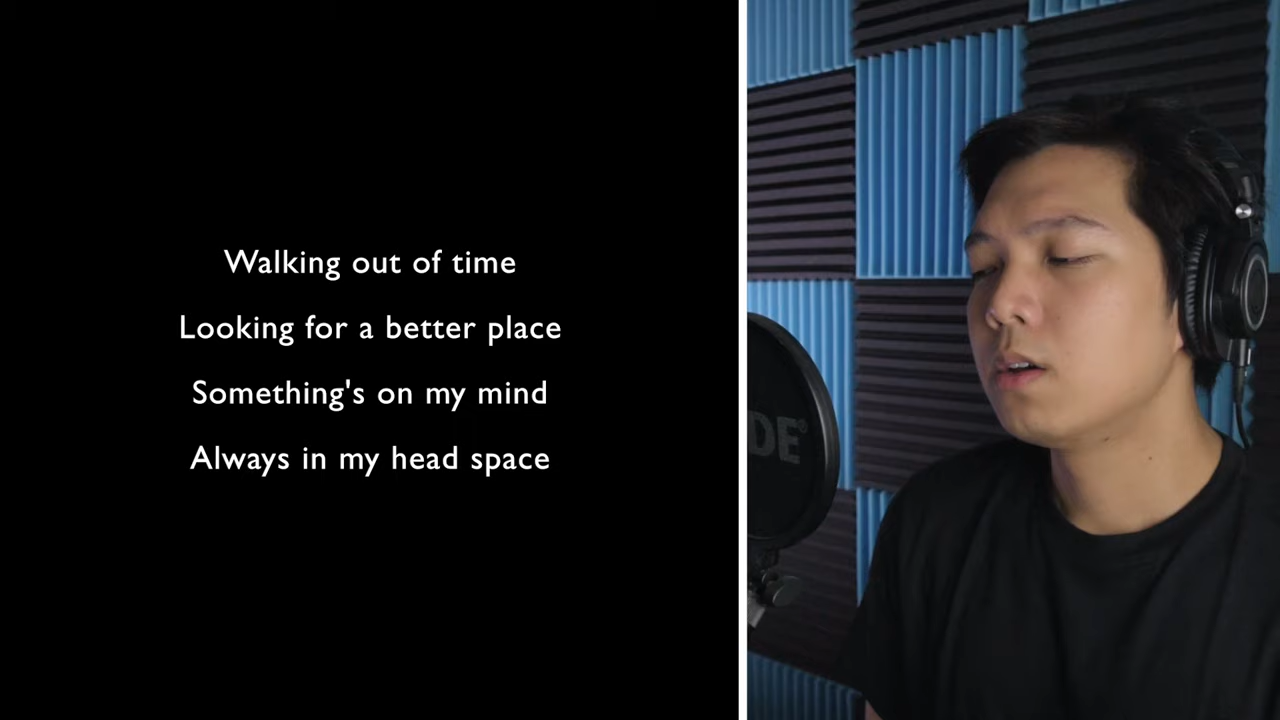 Walking out of time
Looking for a better place
Something's on my mind
Always in my head space
DE